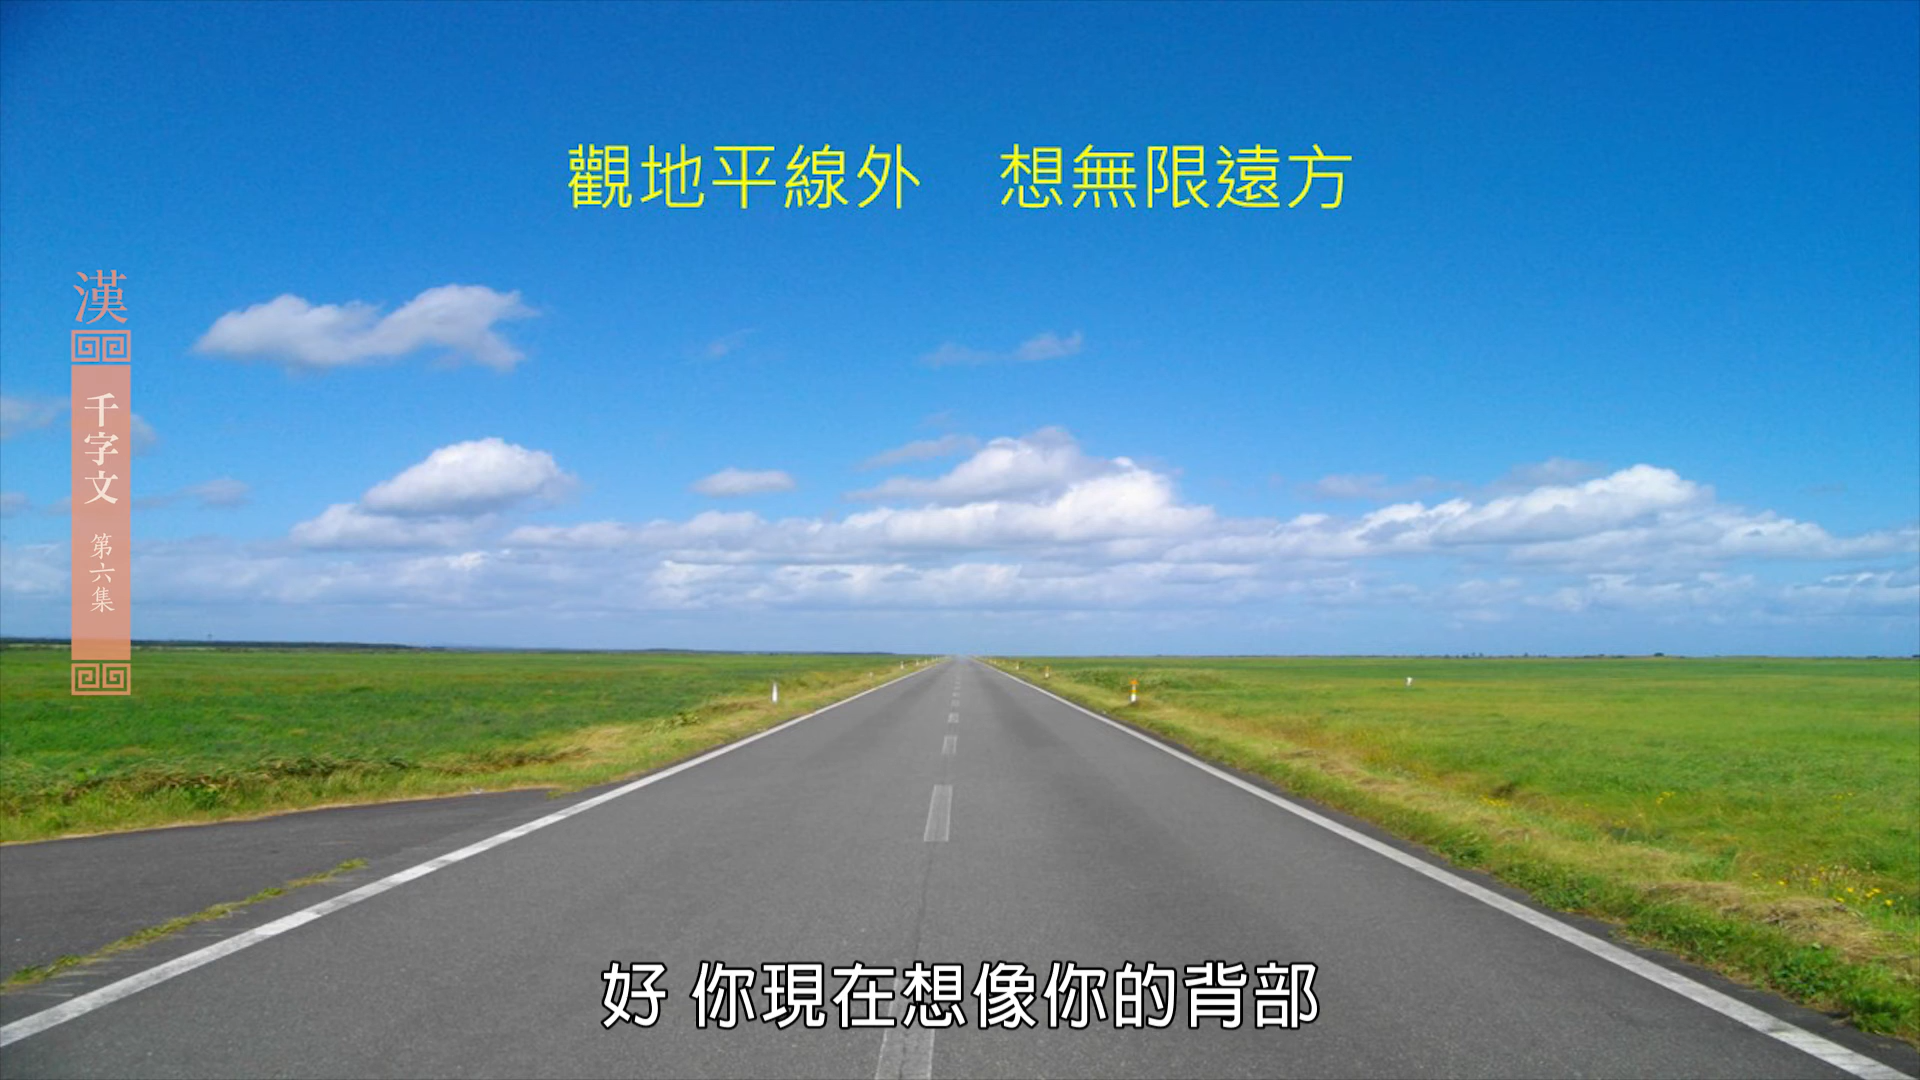 觀地平線外 想無限遠方
漢
千字文 第六集
好 你現在想像你的背部